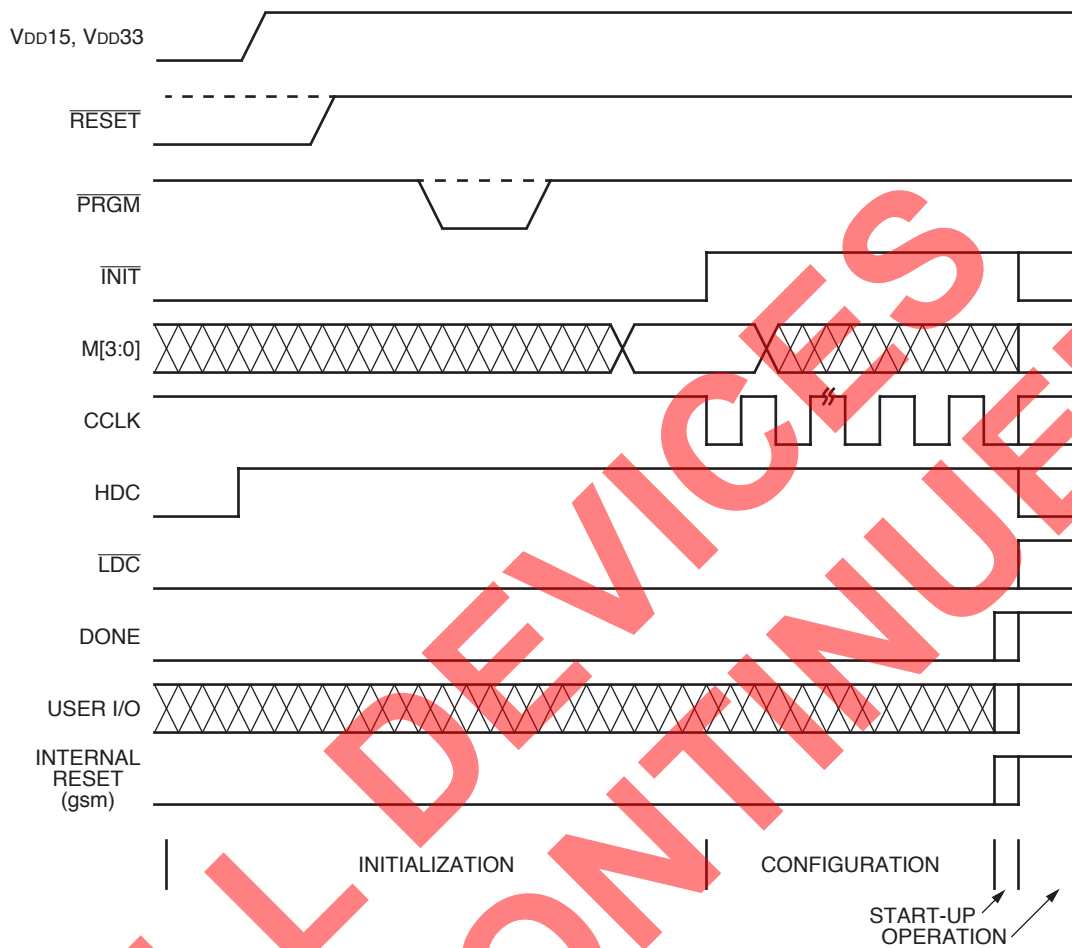 VDD15, VDD33
RESET
PRGM
INIT
M[3:0]
CCLK
HDC
LDC
DONE
USER I/O
INTERNAL
RESET
(gsm)
INITIALIZATION
CONFIGURATION
START-UP
OPERATION
DEVICES